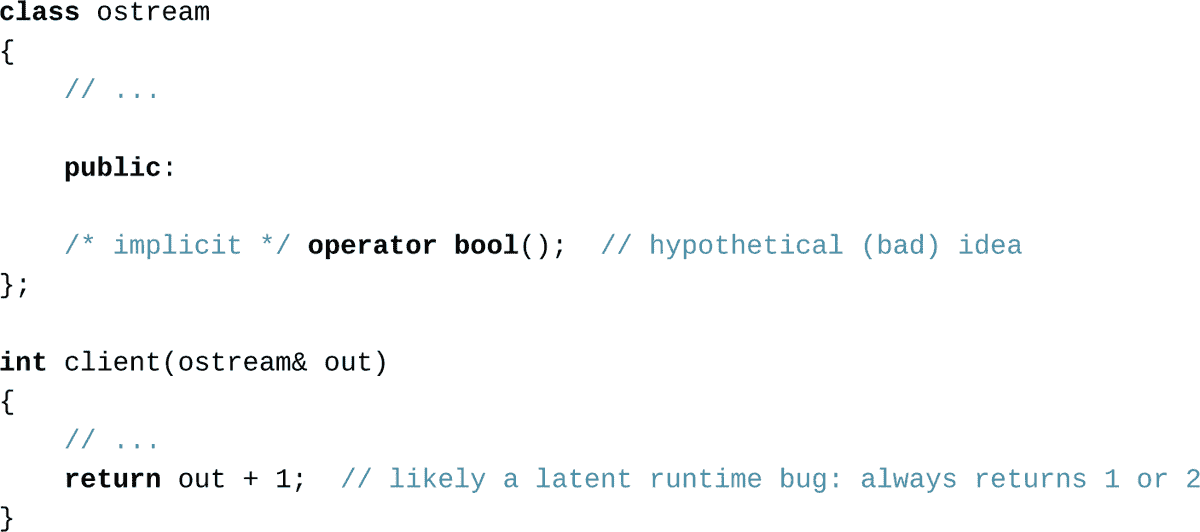 class ostream
{
    // ...

    public:

    /* implicit */ operator bool();  // hypothetical (bad) idea
};

int client(ostream& out)
{
    // ...
    return out + 1;  // likely a latent runtime bug: always returns 1 or 2
}